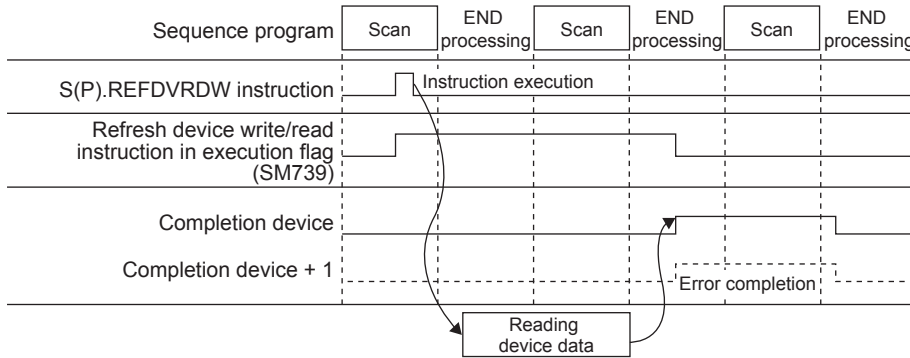 Sequence program
Scan
END
processing
Scan
END
processing
Scan
END
processing
S(P).REFDVRDW instruction
Instruction execution
Refresh device write/read
instruction in execution flag
(SM739)
Completion device
Completion device + 1
Error completion
Reading
device data